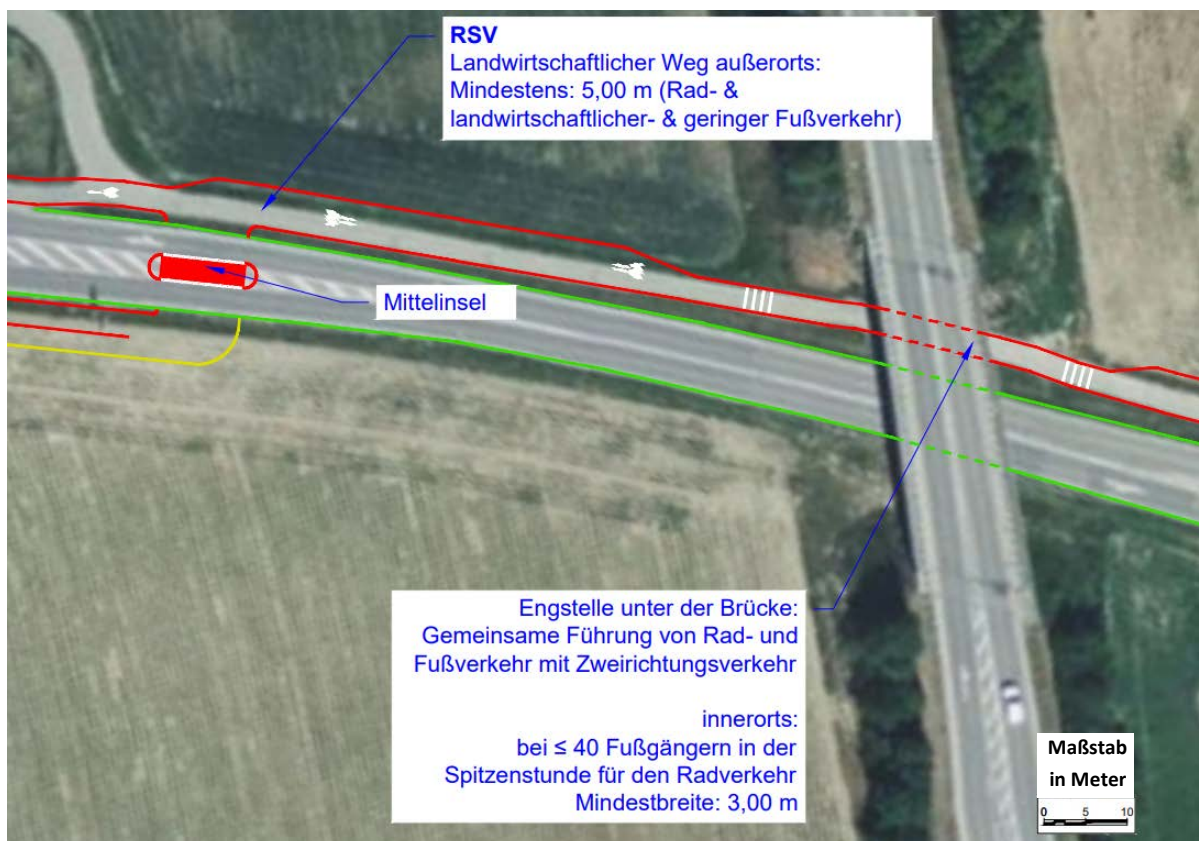 RSV
Landwirtschaftlicher Weg außerorts:
Mindestens: 5,00 m (Rad- &
landwirtschaftlicher- & geringer Fußverkehr)
Mittelinsel
Engstelle unter der Brücke:
Gemeinsame Führung von Rad- und
Fußverkehr mit Zweirichtungsverkehr
innerorts:
bei ≤ 40 Fußgängern in der
Spitzenstunde für den Radverkehr
Mindestbreite: 3,00 m
Maßstab
in Meter
0 5 10